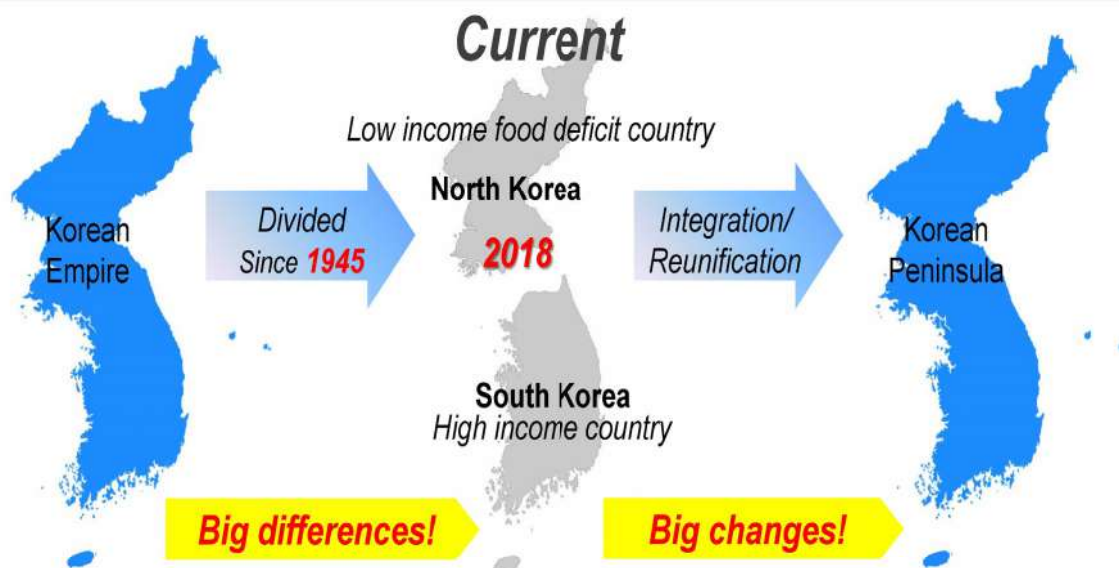 Current
Low income food deficit country
North Korea
2018
South Korea
High income country
Korean
Empire
Divided
Since 1945
Integration/
Reunification
Korean
Peninsula
Big differences!
Big changes!